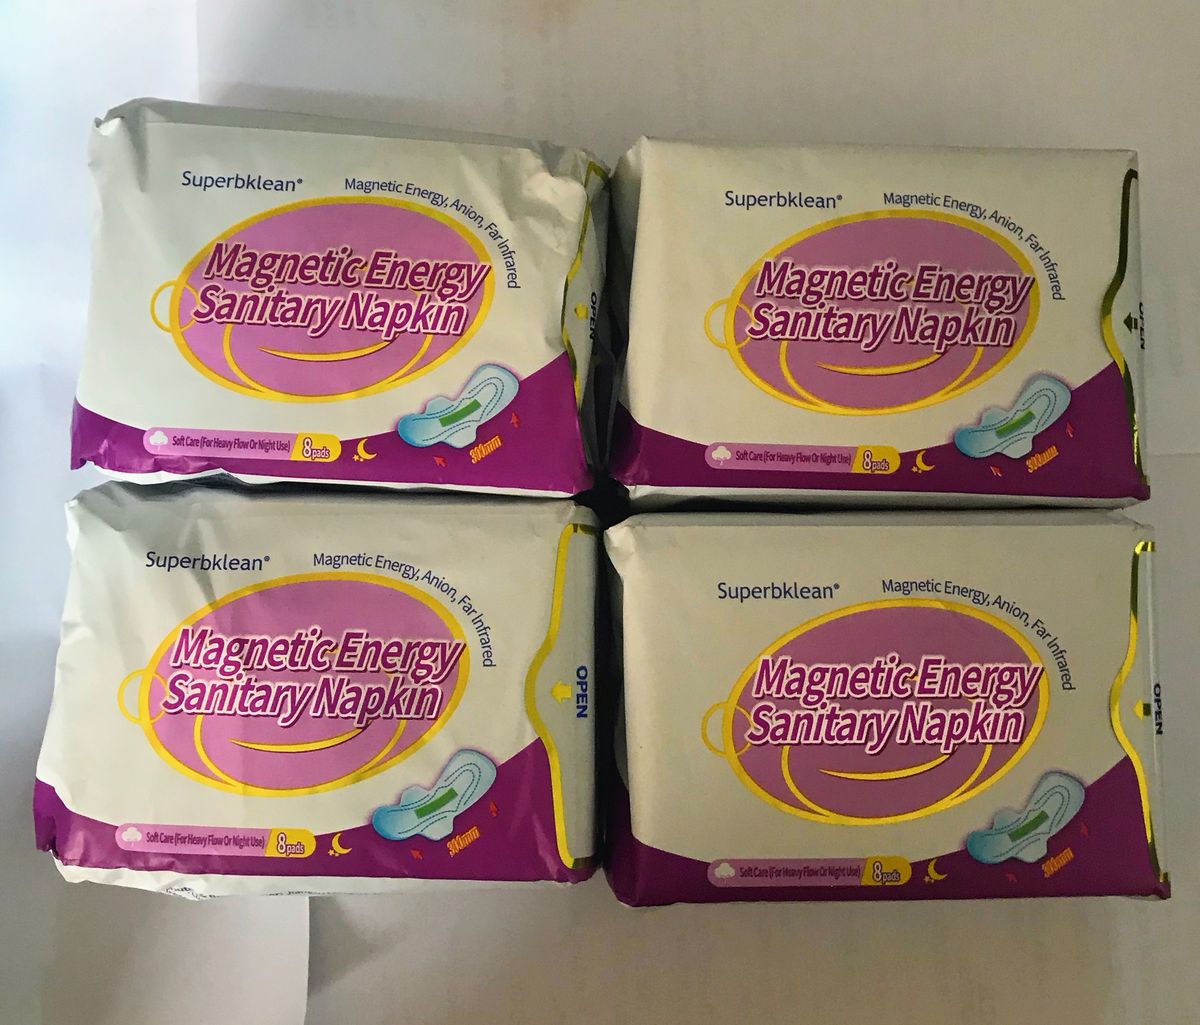 Superbklean®
Magnetic Energy, Anion, Far Infrared
Magnetic Energy
Sanitary Napkin
OPEN
Soft Care (For Heavy Flow Or Night Use)
8 pads
300mm
Superbklean®
Magnetic Energy, Anion, Far Infrared
Magnetic Energy
Sanitary Napkin
OPEN
Soft Care (For Heavy Flow Or Night Use)
8 pads
300mm
Superbklean®
Magnetic Energy, Anion, Far Infrared
Magnetic Energy
Sanitary Napkin
OPEN
Soft Care (For Heavy Flow Or Night Use)
8 pads
300mm
Superbklean®
Magnetic Energy, Anion, Far Infrared
Magnetic Energy
Sanitary Napkin
OPEN
Soft Care (For Heavy Flow Or Night Use)
8 pads
300mm